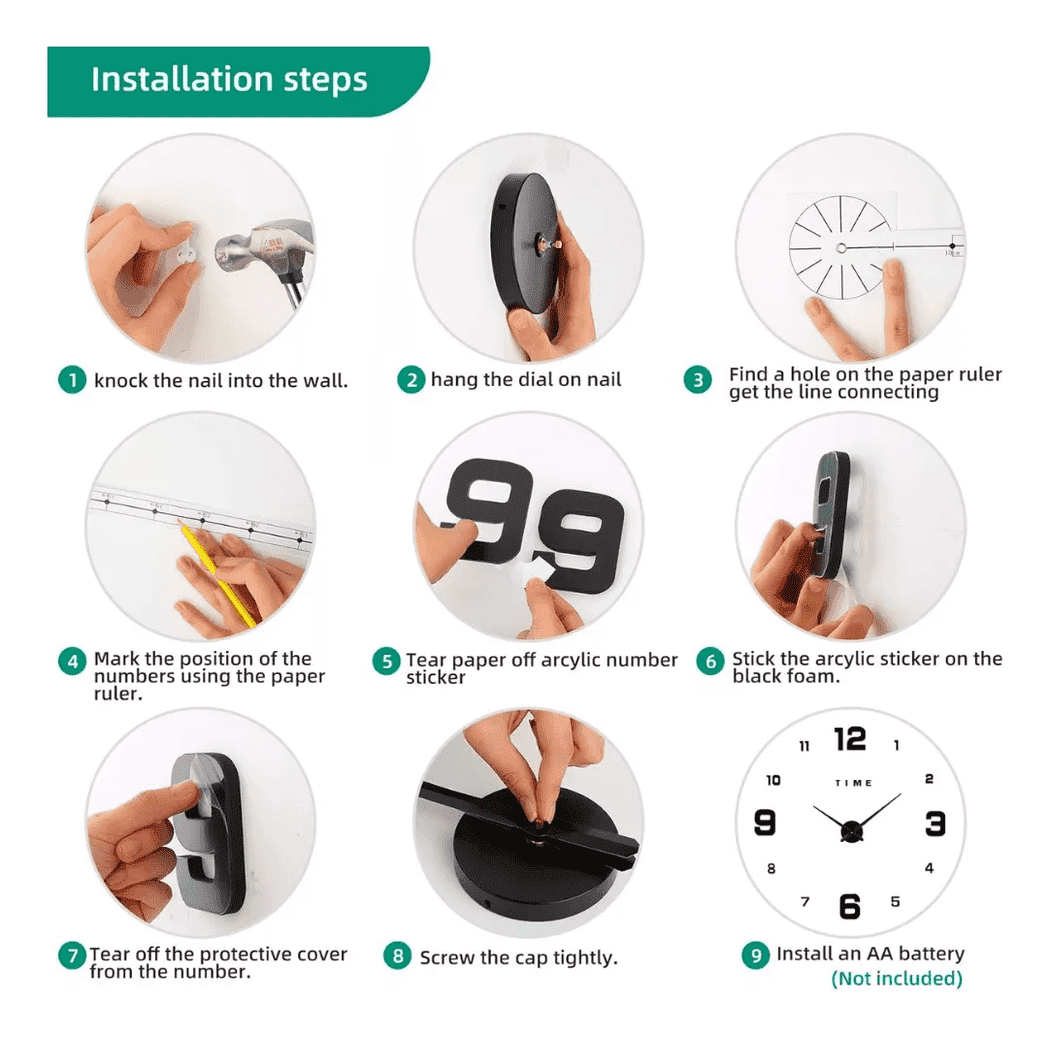 Installation steps
1 knock the nail into the wall.
2 hang the dial on nail
3 Find a hole on the paper ruler
get the line connecting
10cm
4 Mark the position of the
numbers using the paper
ruler.
5 Tear paper off arcylic number
sticker
9 9
6 Stick the arcylic sticker on the
black foam.
7 Tear off the protective cover
from the number.
8 Screw the cap tightly.
11 12 1
10 TIME 2
9 3
8 4
7 6 5
9 Install an AA battery
(Not included)